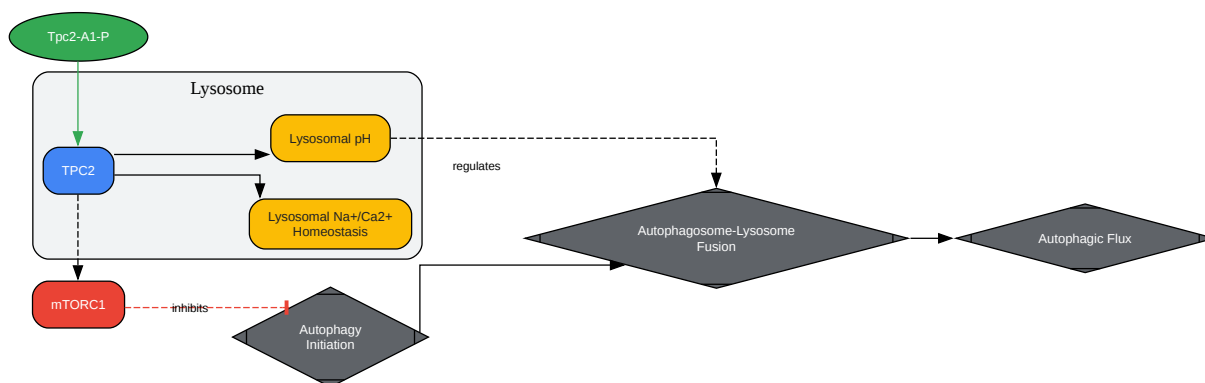 Tpc2-A1-P
Lysosome
Lysosomal pH
TPC2
regulates
Lysosomal Na+/Ca2+
Homeostasis
Autophagosome-Lysosome
Fusion
Autophagic Flux
mTORC1
inhibits
Autophagy
Initiation